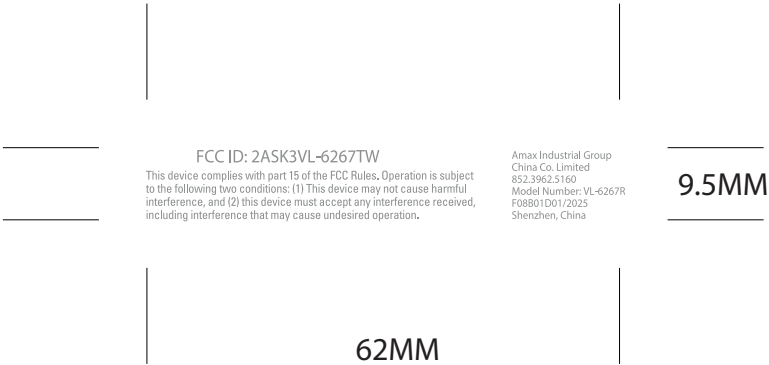 FCC ID: 2ASK3VL-6267TW
This device complies with part 15 of the FCC Rules. Operation is subject
to the following two conditions: (1) This device may not cause harmful
interference, and (2) this device must accept any interference received,
including interference that may cause undesired operation.
Amax Industrial Group
China Co. Limited
852.3962.5160
Model Number: VL-6267R
F08B01D01/2025
Shenzhen, China
9.5MM
62MM